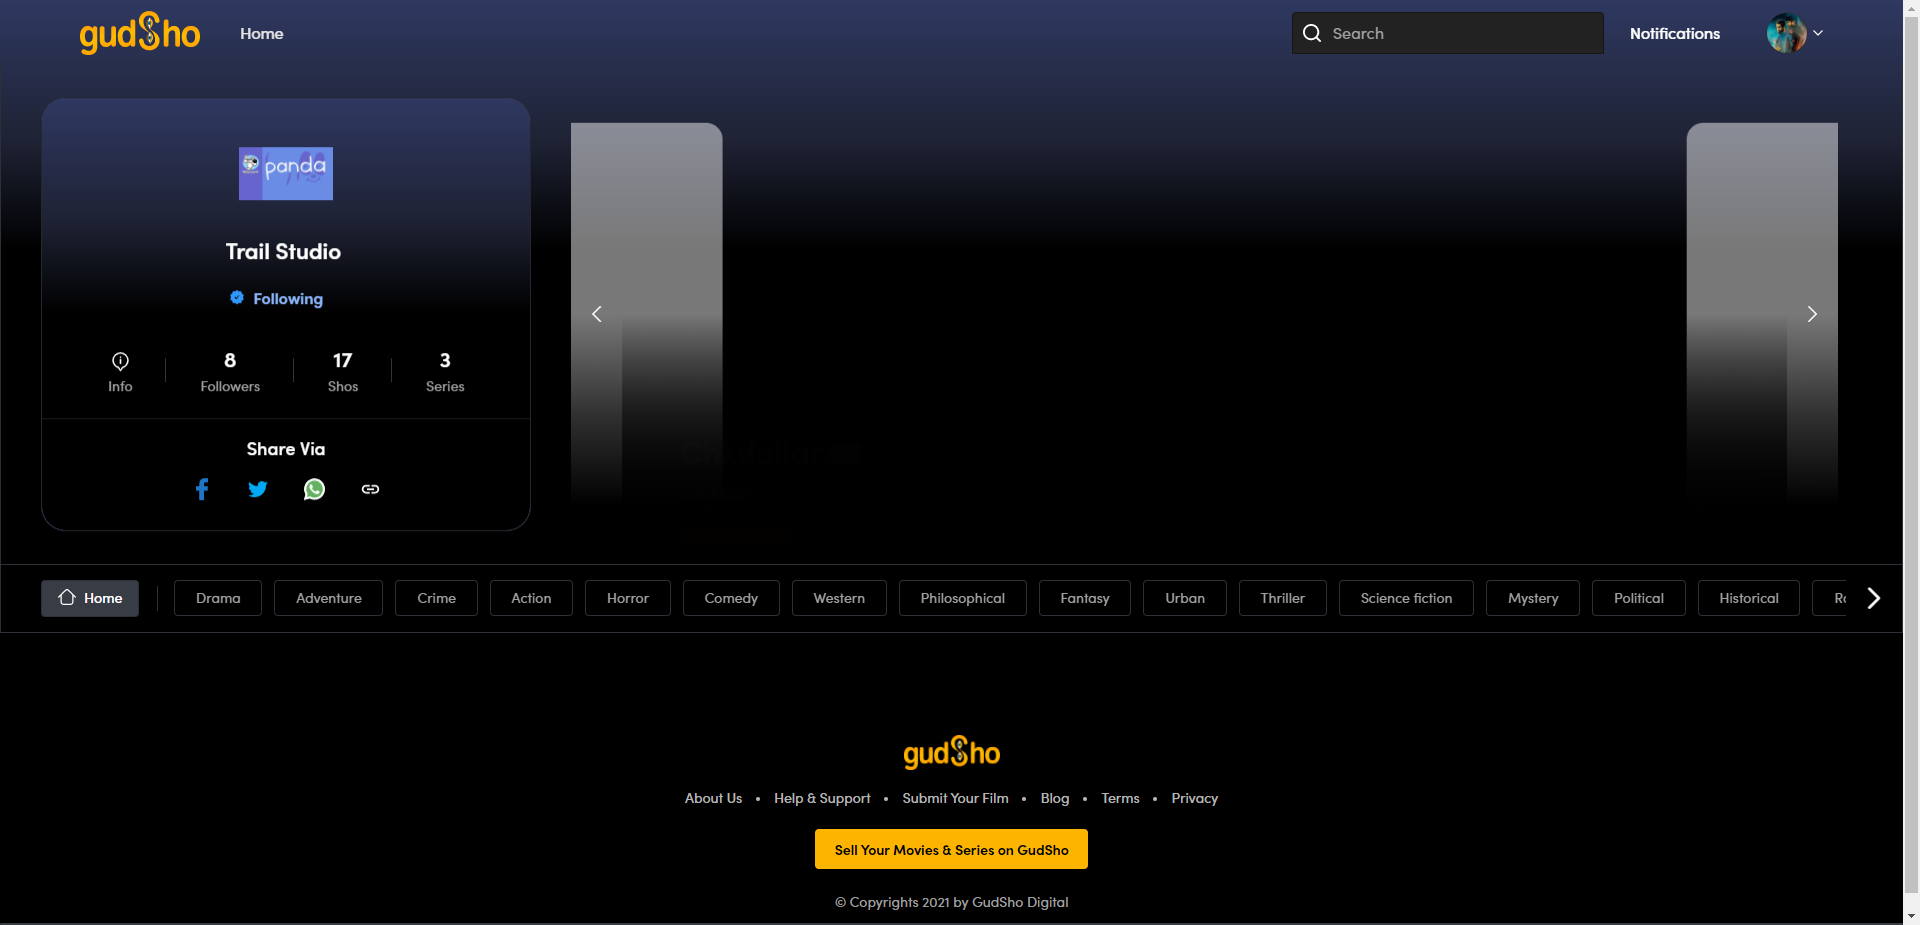 gudSho
Home
Search
Notifications
panda
Trail Studio
Following
8
17
3
Info
Followers
Shos
Series
Share Via
Home
Drama
Adventure
Crime
Action
Horror
Comedy
Western
Philosophical
Fantasy
Urban
Thriller
Science fiction
Mystery
Political
Historical
gudSho
About Us • Help & Support • Submit Your Film • Blog • Terms • Privacy
Sell Your Movies & Series on GudSho
© Copyrights 2021 by GudSho Digital